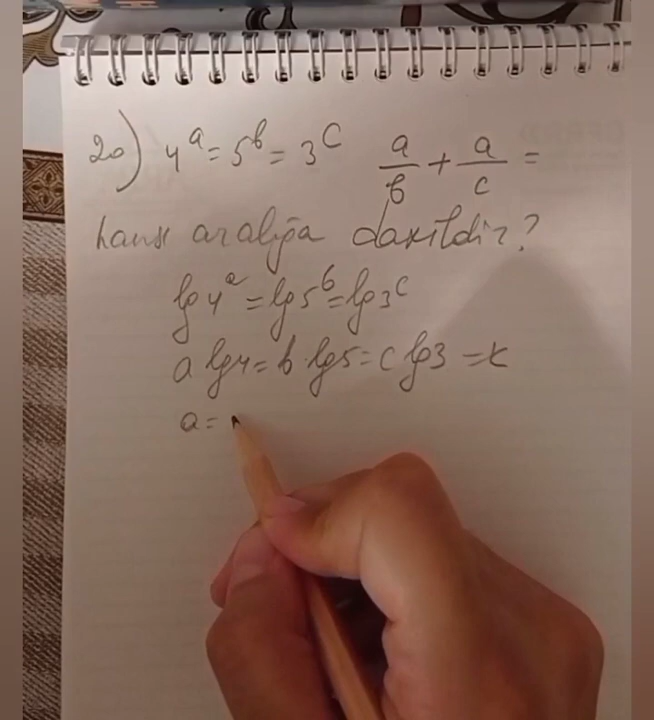 20) 4^a = 5^b = 3^c a/b + a/c =
hansı aralığa daxildir?
lg4^a = lg5^b = lg3^c
a lg4 = b·lg5 = c lg3 = k
a =